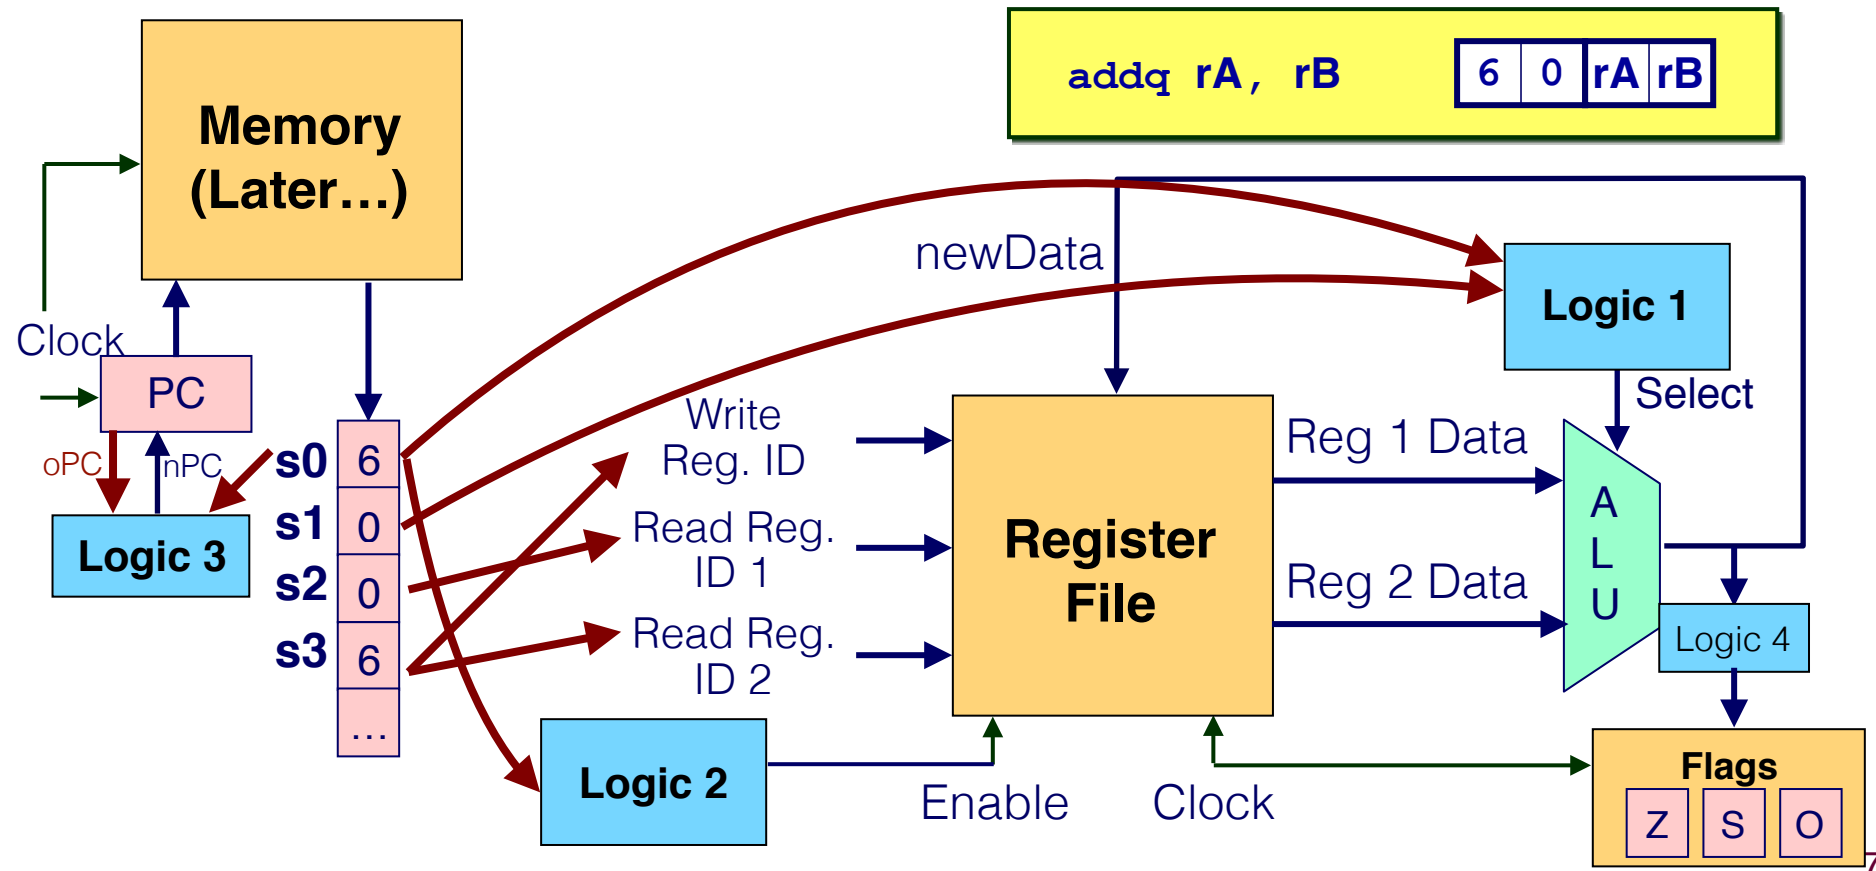 addq rA, rB
6 0 rA rB
Memory
(Later...)
newData
Logic 1
Clock
PC
Select
oPC
nPC
s0 6
s1 0
s2 0
s3 6
...
Logic 3
Write
Reg. ID
Read Reg.
ID 1
Read Reg.
ID 2
Register
File
Reg 1 Data
Reg 2 Data
A
L
U
Logic 4
Logic 2
Enable
Clock
Flags
Z S O
7